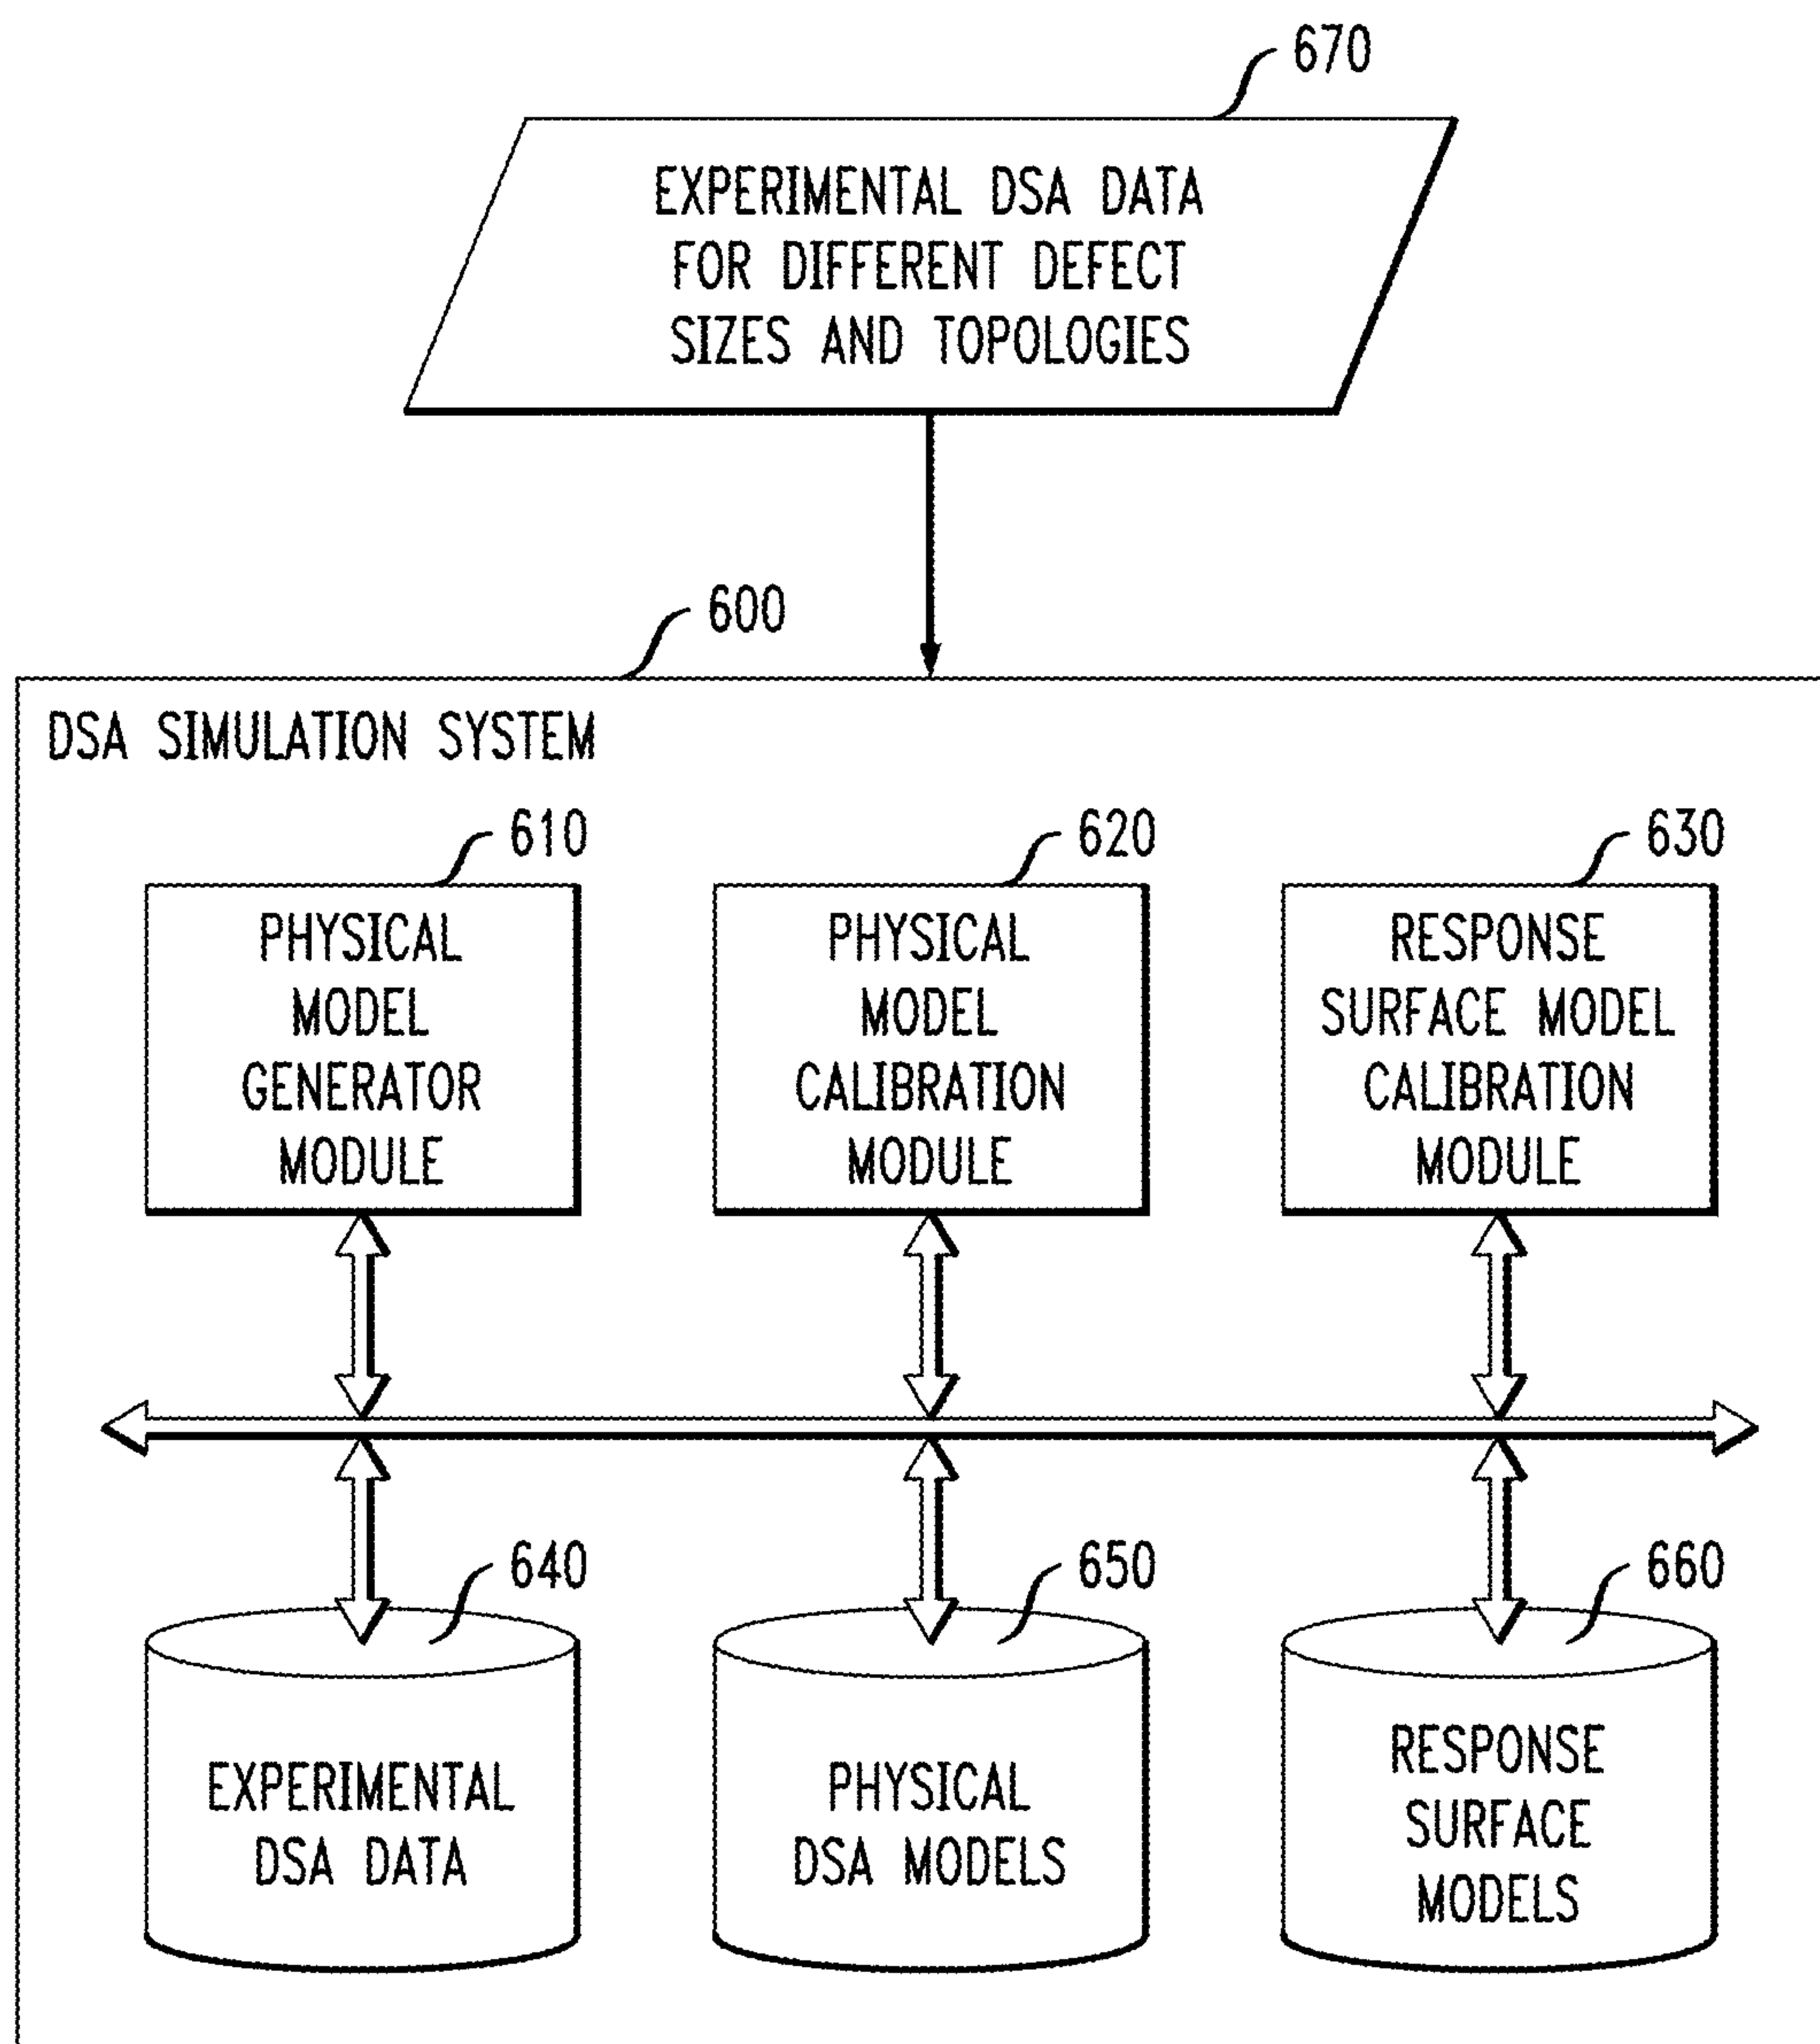 670
EXPERIMENTAL DSA DATA
FOR DIFFERENT DEFECT
SIZES AND TOPOLOGIES
600
DSA SIMULATION SYSTEM
610
PHYSICAL
MODEL
GENERATOR
MODULE
620
PHYSICAL
MODEL
CALIBRATION
MODULE
630
RESPONSE
SURFACE MODEL
CALIBRATION
MODULE
640
EXPERIMENTAL
DSA DATA
650
PHYSICAL
DSA MODELS
660
RESPONSE
SURFACE
MODELS